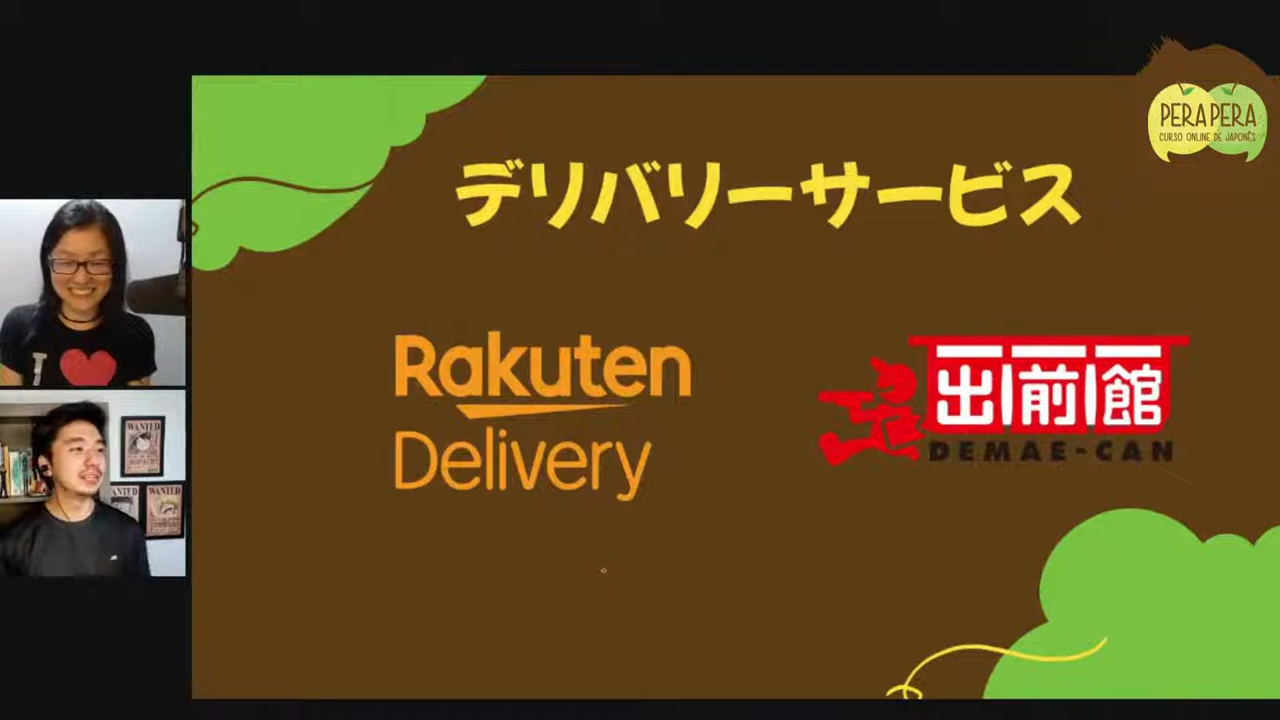 デリバリーサービス
PERA PERA
CURSO ONLINE DE JAPONÊS
Rakuten
Delivery
出前館
DEMAE-CAN
I
WANTED
WANTED